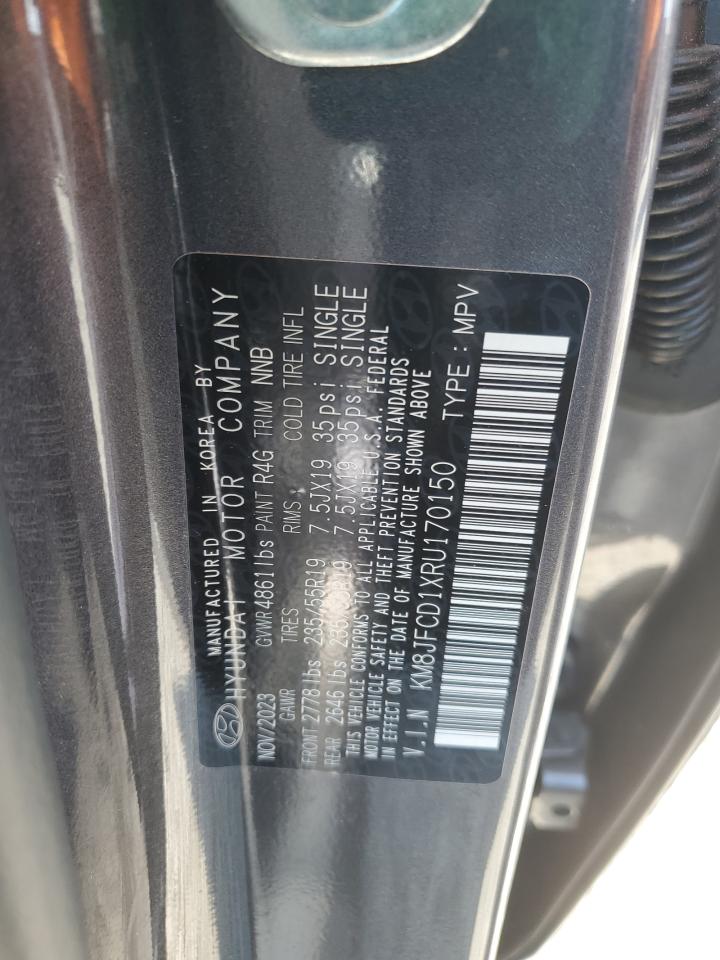 MANUFACTURED IN KOREA BY
HYUNDAI MOTOR COMPANY
NOV/2023 GVWR 4861lbs PAINT R4G TRIM NNB
GAWR TIRES RIMS COLD TIRE INFL
FRONT 2778lbs 235/55R19 7.5JX19 35psi SINGLE
REAR 2646lbs 235/55R19 7.5JX19 35psi SINGLE
THIS VEHICLE CONFORMS TO ALL APPLICABLE U.S.A. FEDERAL
MOTOR VEHICLE SAFETY AND THEFT PREVENTION STANDARDS
IN EFFECT ON THE DATE OF MANUFACTURE SHOWN ABOVE
V.I.N KM8JFCD1XRU170150 TYPE : MPV